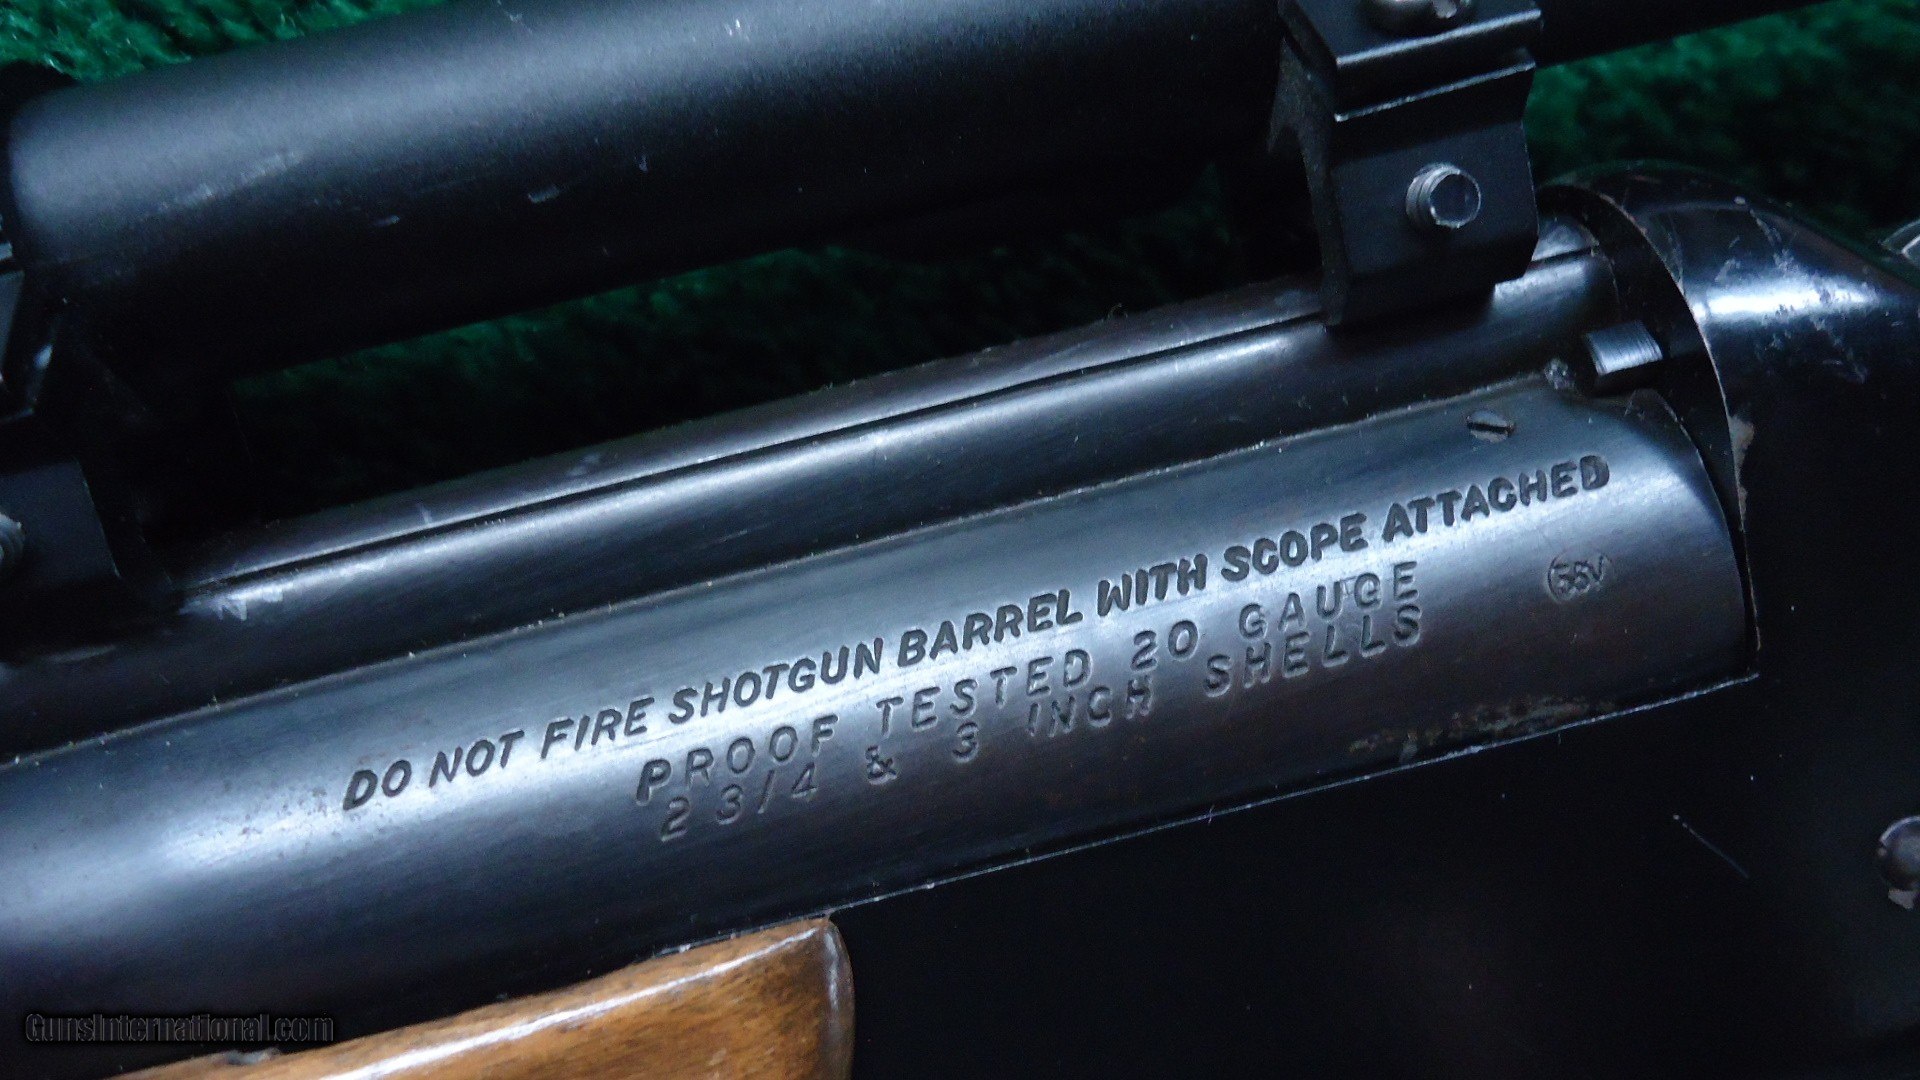 DO NOT FIRE SHOTGUN BARREL WITH SCOPE ATTACHED
PROOF TESTED 20 GAUGE
2 3/4 & 3 INCH SHELLS
GunsInternational.com